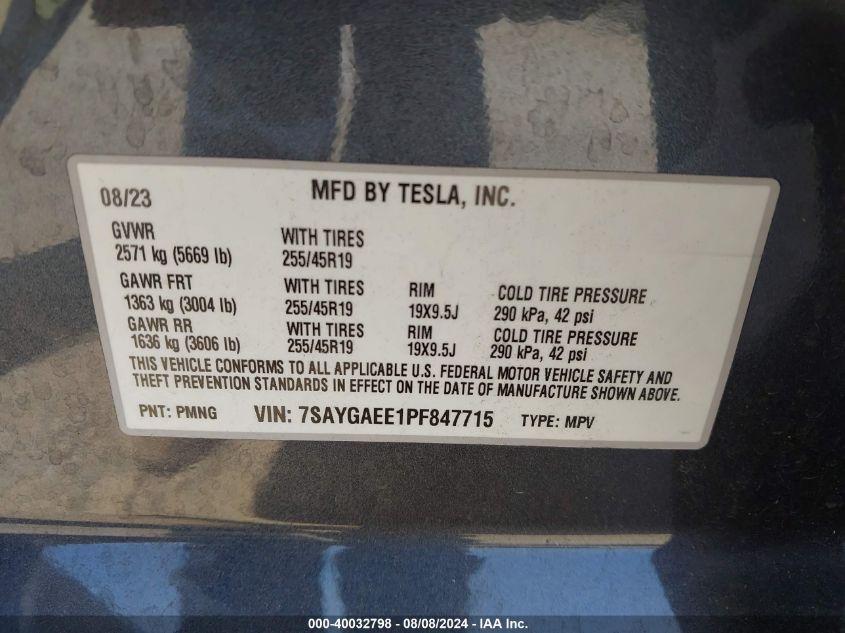 08/23 MFD BY TESLA, INC.
GVWR
2571 kg (5669 lb) WITH TIRES
255/45R19
GAWR FRT WITH TIRES RIM COLD TIRE PRESSURE
1363 kg (3004 lb) 255/45R19 19X9.5J 290 kPa, 42 psi
GAWR RR WITH TIRES RIM COLD TIRE PRESSURE
1636 kg (3606 lb) 255/45R19 19X9.5J 290 kPa, 42 psi
THIS VEHICLE CONFORMS TO ALL APPLICABLE U.S. FEDERAL MOTOR VEHICLE SAFETY AND
THEFT PREVENTION STANDARDS IN EFFECT ON THE DATE OF MANUFACTURE SHOWN ABOVE.
PNT: PMNG VIN: 7SAYGAEE1PF847715 TYPE: MPV
000-40032798 - 08/08/2024 - IAA Inc.